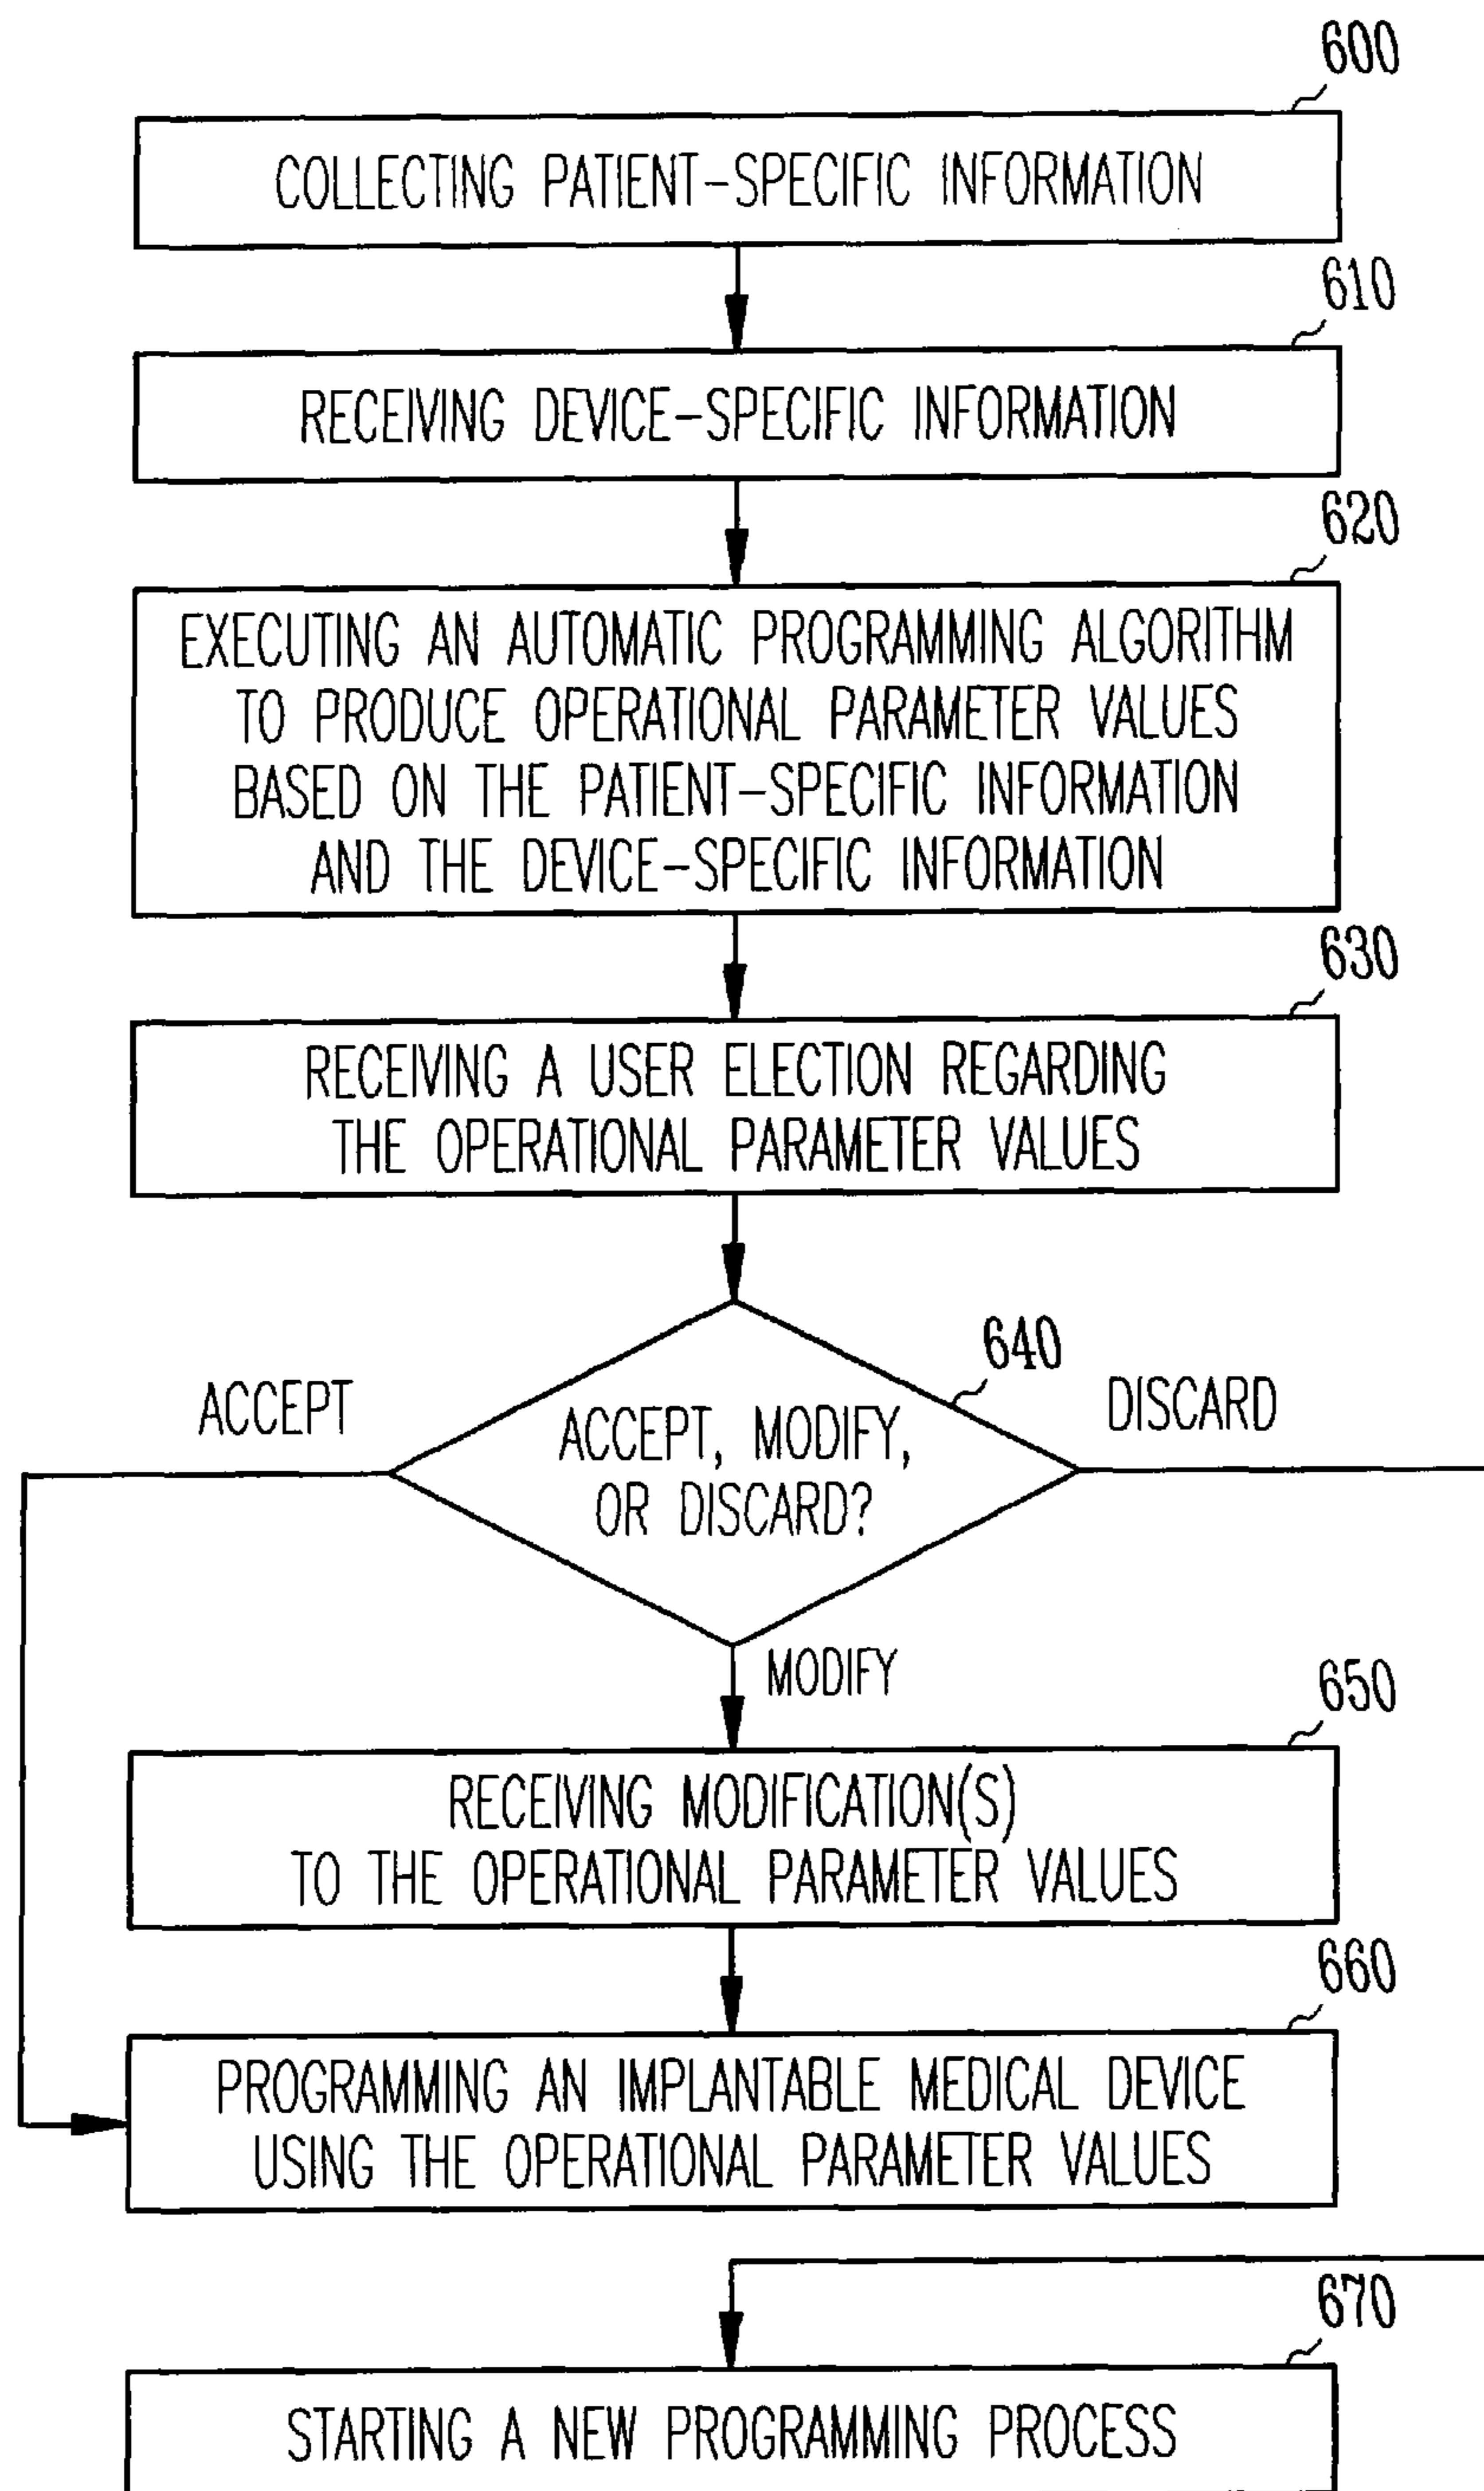 600
COLLECTING PATIENT-SPECIFIC INFORMATION
610
RECEIVING DEVICE-SPECIFIC INFORMATION
620
EXECUTING AN AUTOMATIC PROGRAMMING ALGORITHM
TO PRODUCE OPERATIONAL PARAMETER VALUES
BASED ON THE PATIENT-SPECIFIC INFORMATION
AND THE DEVICE-SPECIFIC INFORMATION
630
RECEIVING A USER ELECTION REGARDING
THE OPERATIONAL PARAMETER VALUES
640
ACCEPT
DISCARD
ACCEPT, MODIFY,
OR DISCARD?
MODIFY
650
RECEIVING MODIFICATION(S)
TO THE OPERATIONAL PARAMETER VALUES
660
PROGRAMMING AN IMPLANTABLE MEDICAL DEVICE
USING THE OPERATIONAL PARAMETER VALUES
670
STARTING A NEW PROGRAMMING PROCESS